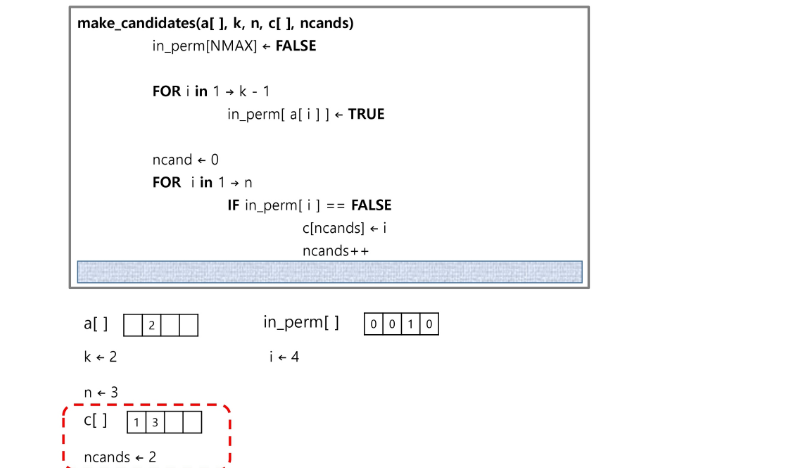 make_candidates(a[ ], k, n, c[ ], ncands)
in_perm[NMAX] ← FALSE
FOR i in 1 → k - 1
in_perm[ a[ i ] ] ← TRUE
ncand ← 0
FOR i in 1 → n
IF in_perm[ i ] == FALSE
c[ncands] ← i
ncands++
a[ ] 2 in_perm[ ] 0 0 1 0
k ← 2 i ← 4
n ← 3
c[ ] 1 3
ncands ← 2